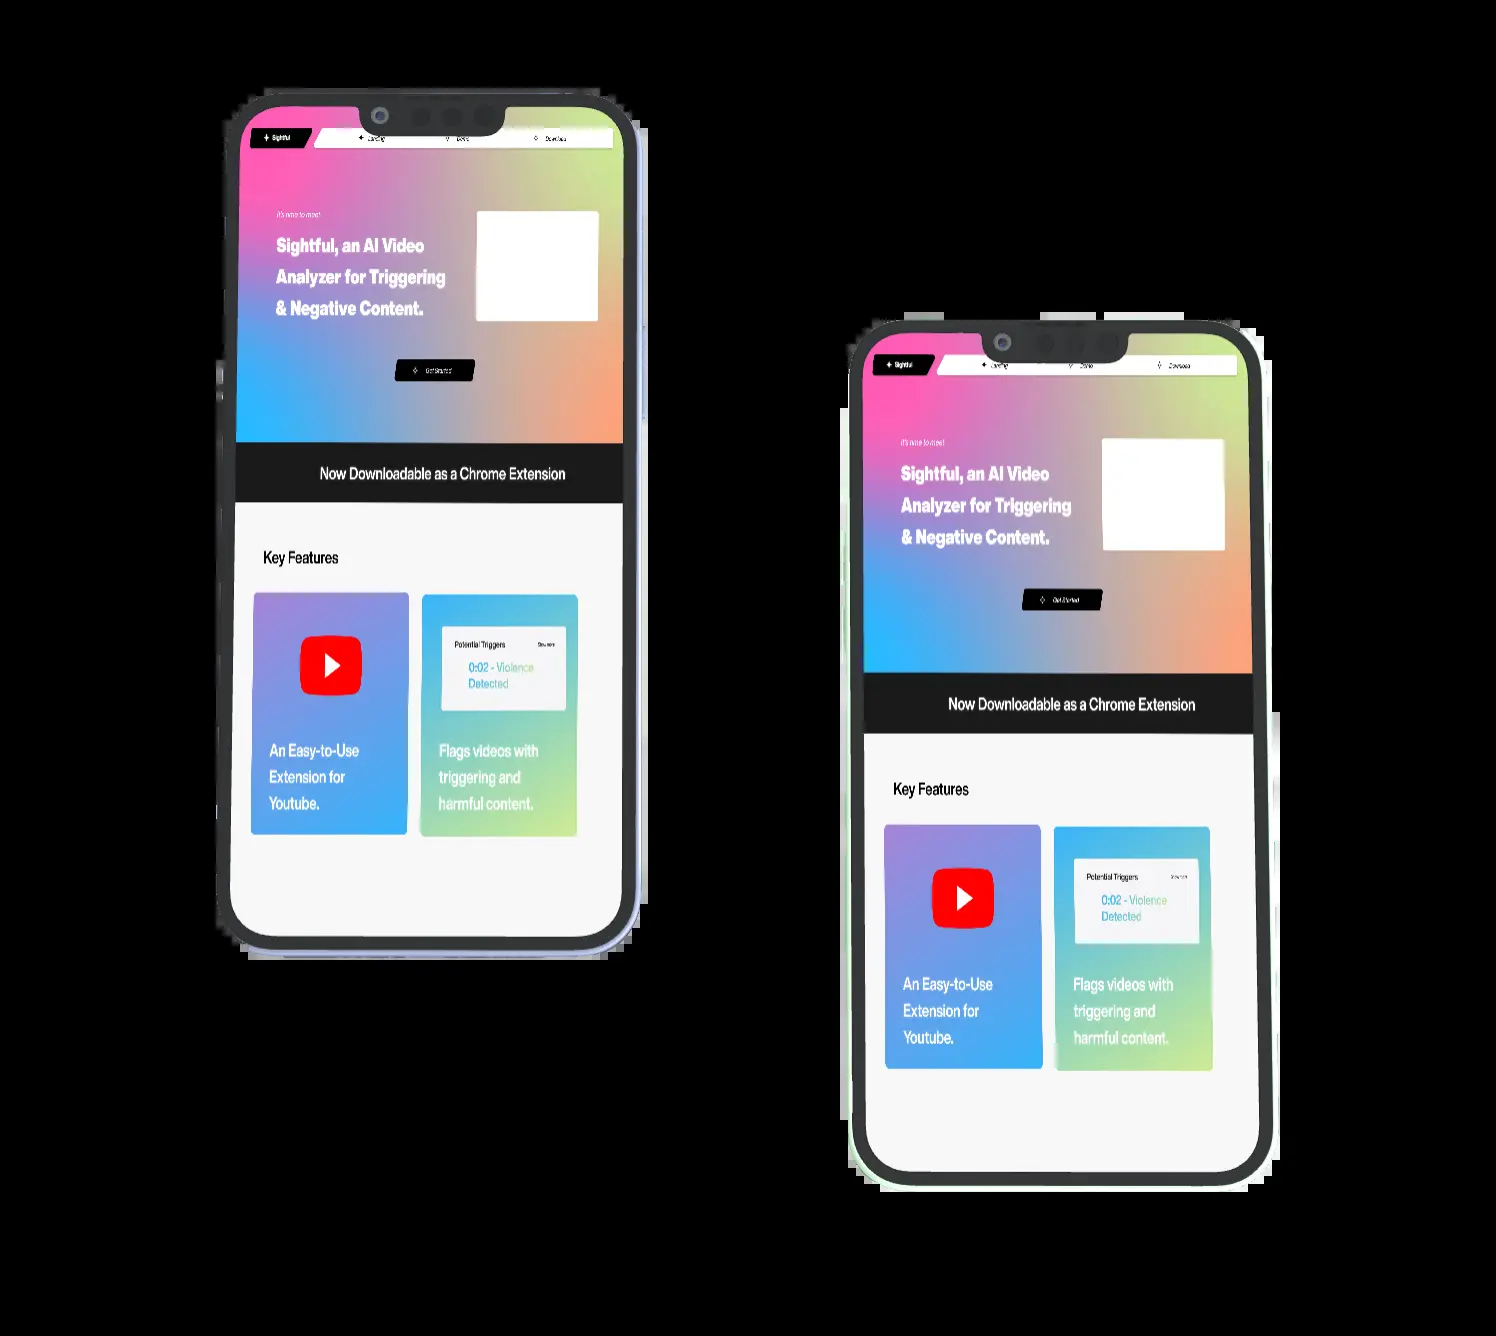 Sightful
Landing
Demo
Download
It's time to meet
Sightful, an AI Video
Analyzer for Triggering
& Negative Content.
Get Started
Now Downloadable as a Chrome Extension
Key Features
Potential Triggers
Show more
0:02 - Violence
Detected
An Easy-to-Use
Extension for
Youtube.
Flags videos with
triggering and
harmful content.
Sightful
Landing
Demo
Download
It's time to meet
Sightful, an AI Video
Analyzer for Triggering
& Negative Content.
Get Started
Now Downloadable as a Chrome Extension
Key Features
Potential Triggers
Show more
0:02 - Violence
Detected
An Easy-to-Use
Extension for
Youtube.
Flags videos with
triggering and
harmful content.